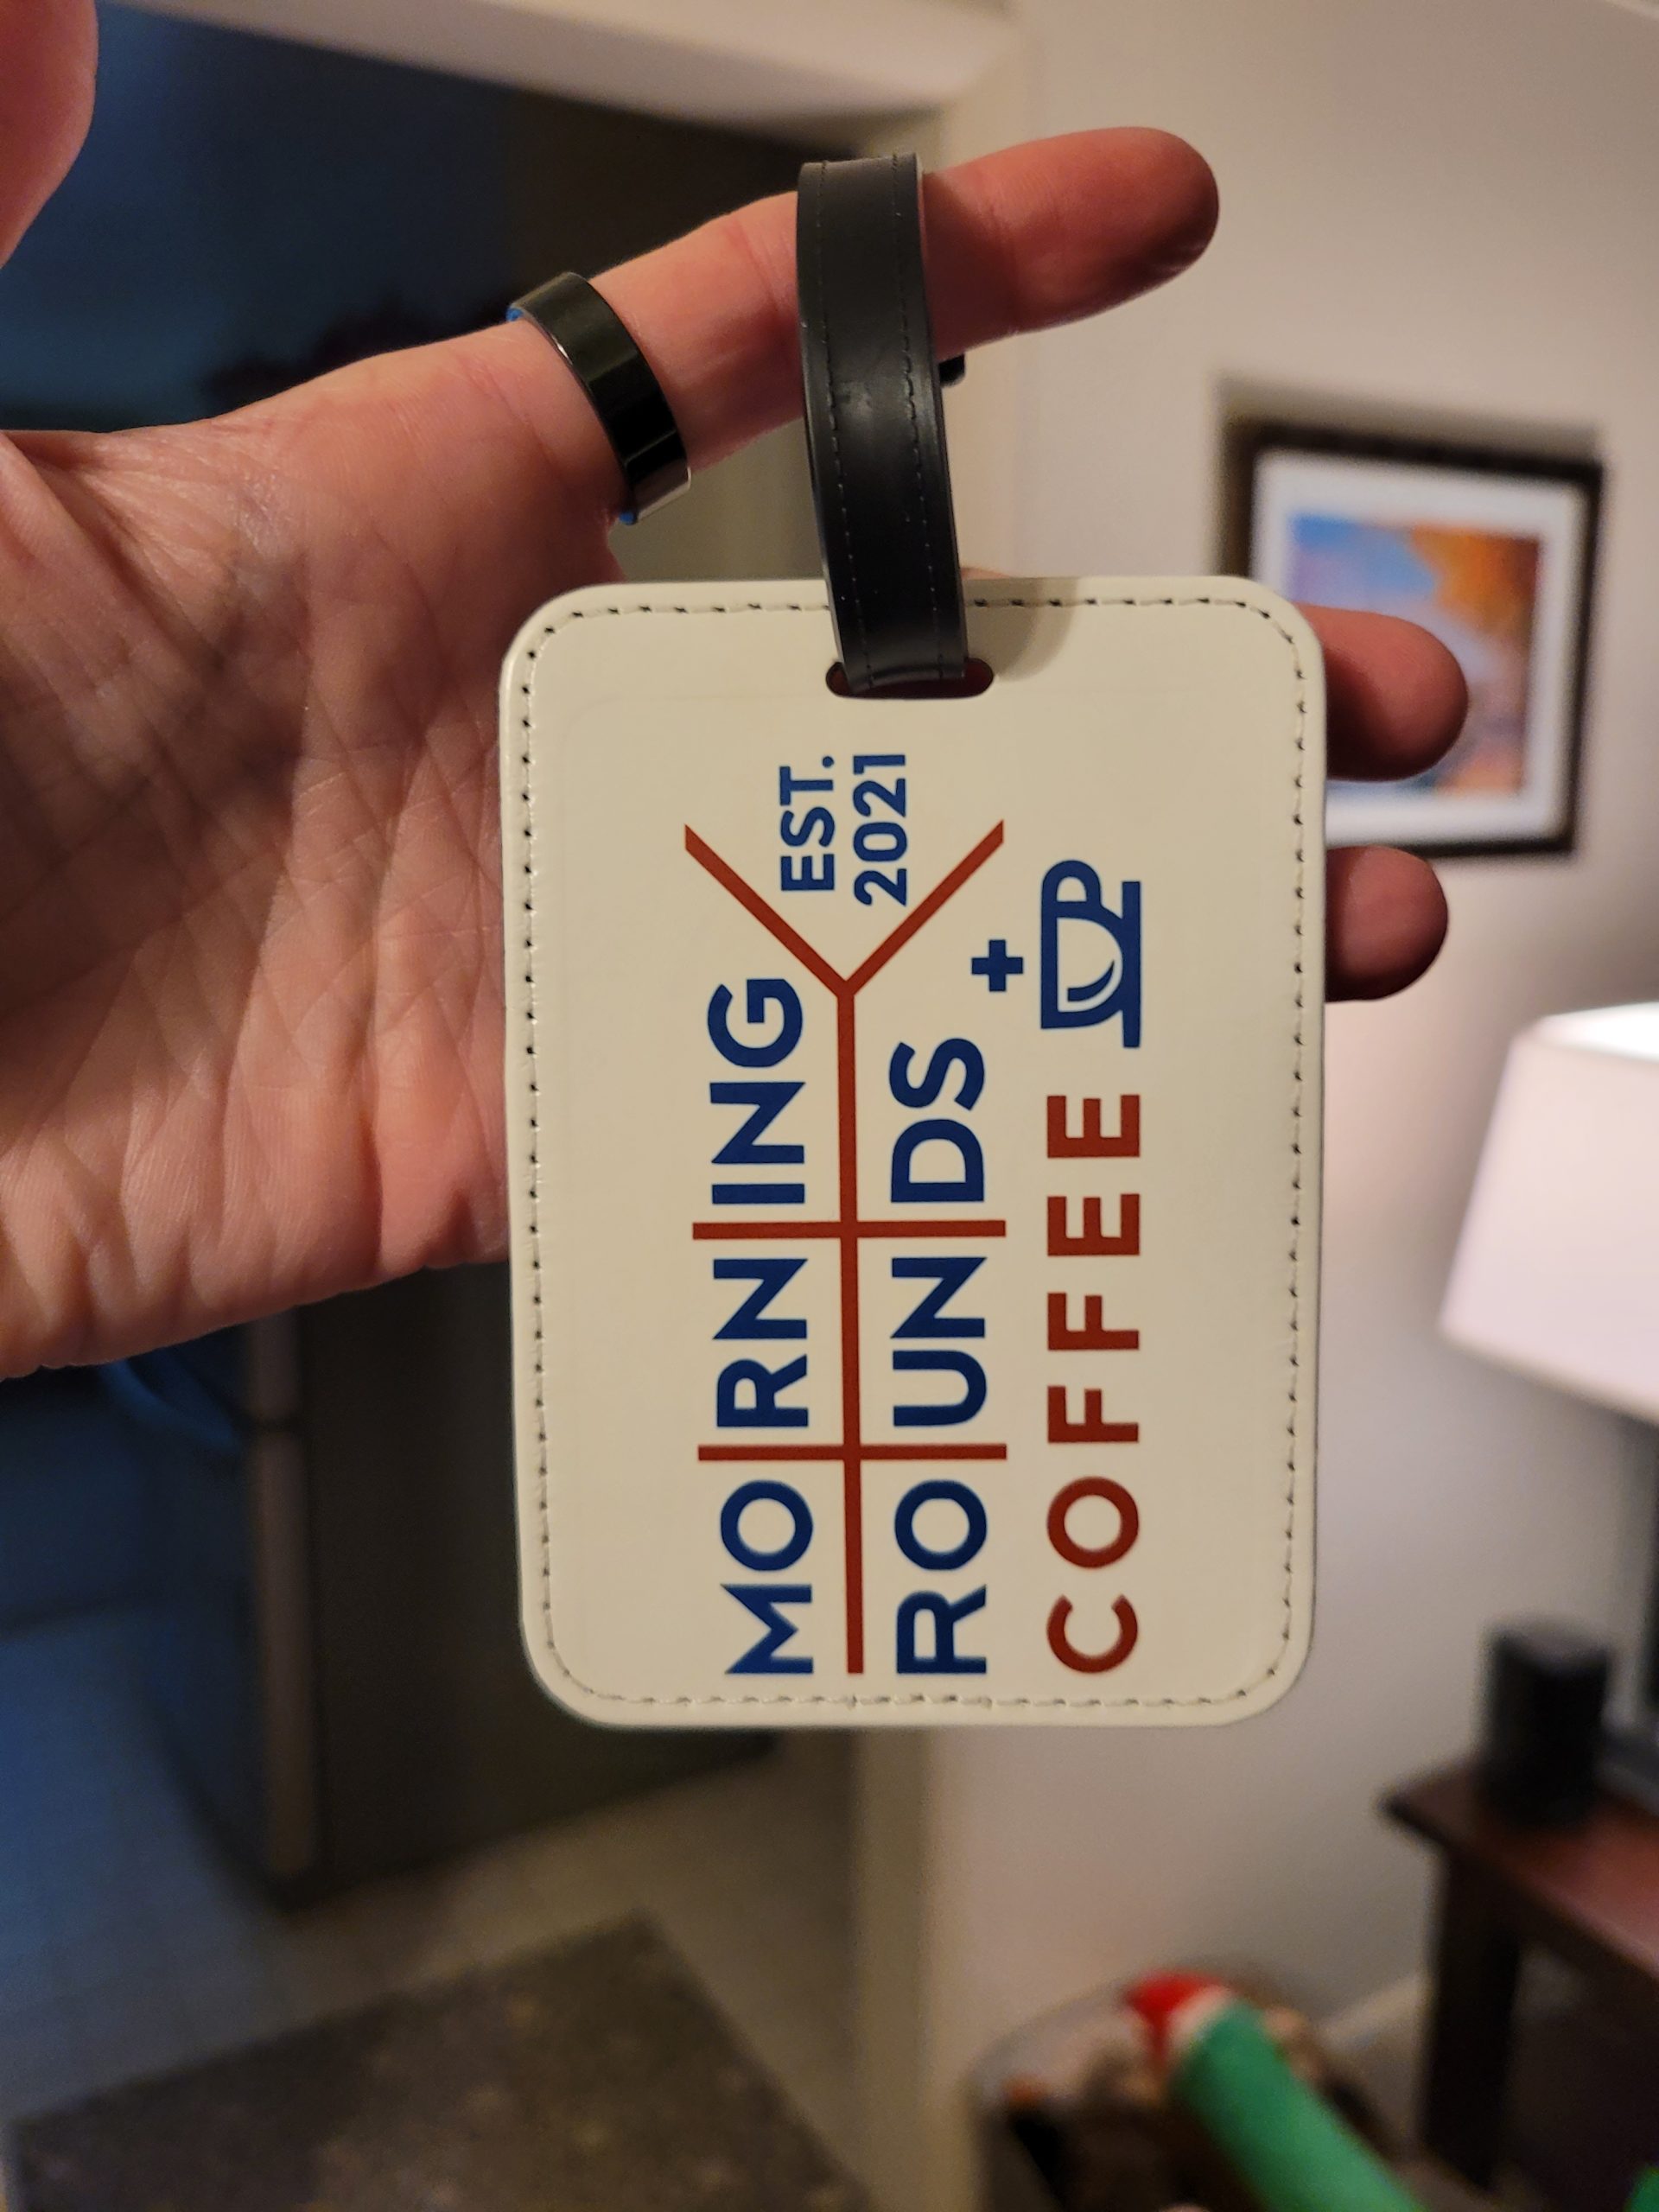 MORNING
EST.
2021
ROUNDS
+
COFFEE